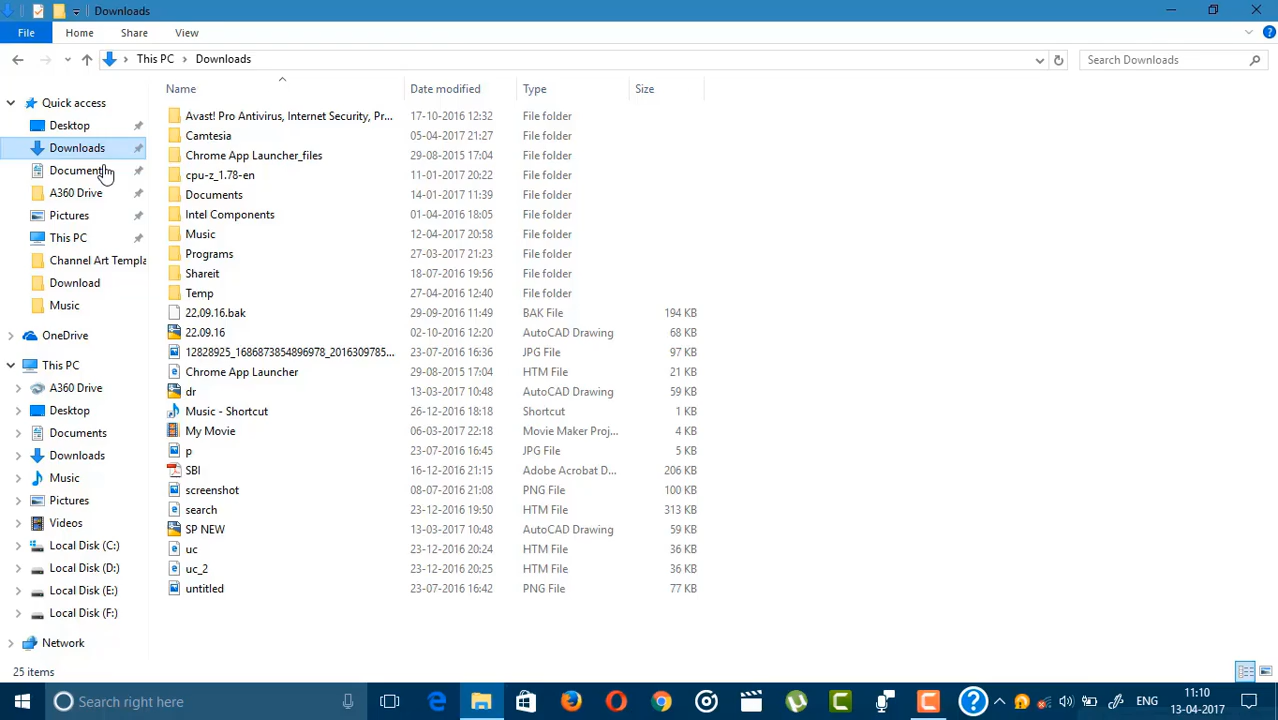 Downloads
File Home Share View
This PC Downloads Search Downloads
Name Date modified Type Size
Quick access
Desktop
Downloads
Documents
A360 Drive
Pictures
This PC
Channel Art Templa
Download
Music
OneDrive
This PC
A360 Drive
Desktop
Documents
Downloads
Music
Pictures
Videos
Local Disk (C:)
Local Disk (D:)
Local Disk (E:)
Local Disk (F:)
Network
Avast! Pro Antivirus, Internet Security, Pr... 17-10-2016 12:32 File folder
Camtesia 05-04-2017 21:27 File folder
Chrome App Launcher_files 29-08-2015 17:04 File folder
cpu-z_1.78-en 11-01-2017 20:22 File folder
Documents 14-01-2017 11:39 File folder
Intel Components 01-04-2016 18:05 File folder
Music 12-04-2017 20:58 File folder
Programs 27-03-2017 21:23 File folder
Shareit 18-07-2016 19:56 File folder
Temp 27-04-2016 12:40 File folder
22.09.16.bak 29-09-2016 11:49 BAK File 194 KB
22.09.16 02-10-2016 12:20 AutoCAD Drawing 68 KB
12828925_1686873854896978_2016309785... 23-07-2016 16:36 JPG File 97 KB
Chrome App Launcher 29-08-2015 17:04 HTM File 21 KB
dr 13-03-2017 10:48 AutoCAD Drawing 59 KB
Music - Shortcut 26-12-2016 18:18 Shortcut 1 KB
My Movie 06-03-2017 22:18 Movie Maker Proj... 4 KB
p 23-07-2016 16:45 JPG File 5 KB
SBI 16-12-2016 21:15 Adobe Acrobat D... 206 KB
screenshot 08-07-2016 21:08 PNG File 100 KB
search 23-12-2016 19:50 HTM File 313 KB
SP NEW 13-03-2017 10:48 AutoCAD Drawing 59 KB
uc 23-12-2016 20:24 HTM File 36 KB
uc_2 23-12-2016 20:25 HTM File 36 KB
untitled 23-07-2016 16:42 PNG File 77 KB
25 items
Search right here ENG 11:10
13-04-2017